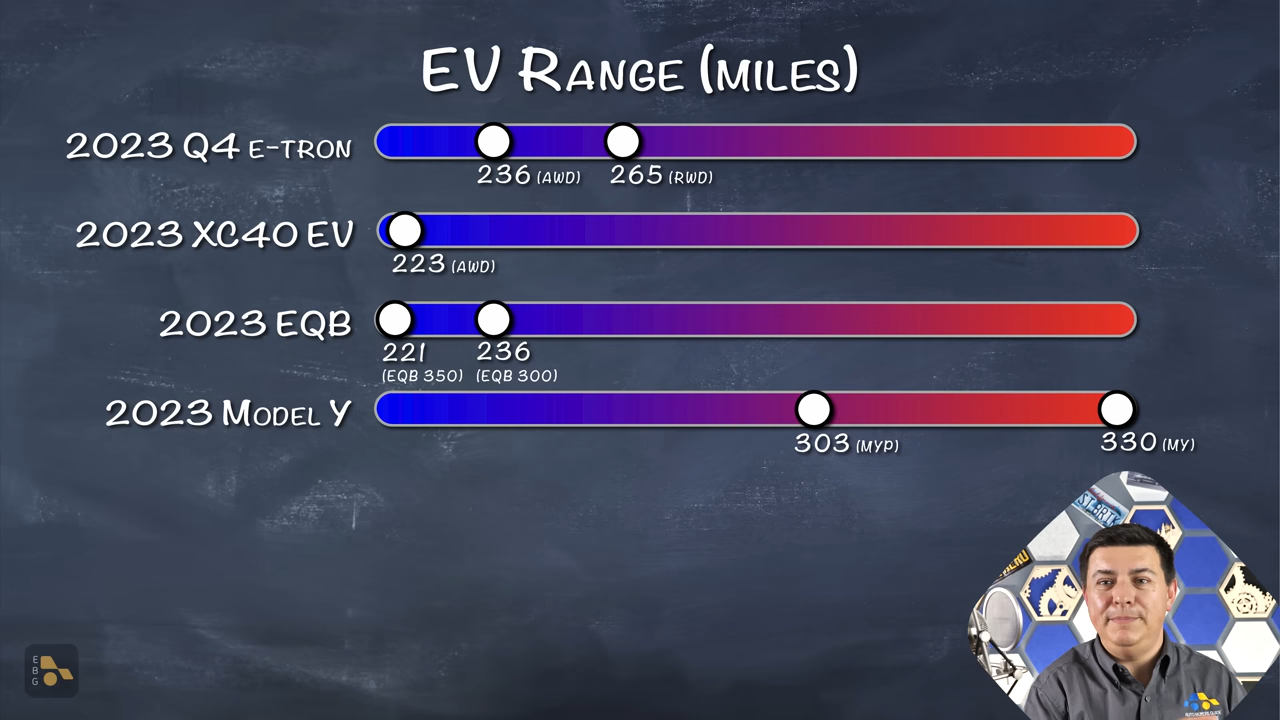 EV RANGE (MILES)
2023 Q4 E-TRON
236 (AWD) 265 (RWD)
2023 XC40 EV
223 (AWD)
2023 EQB
221 236
(EQB 350) (EQB 300)
2023 MODEL Y
303 (MYP) 330 (MY)
E
B
G